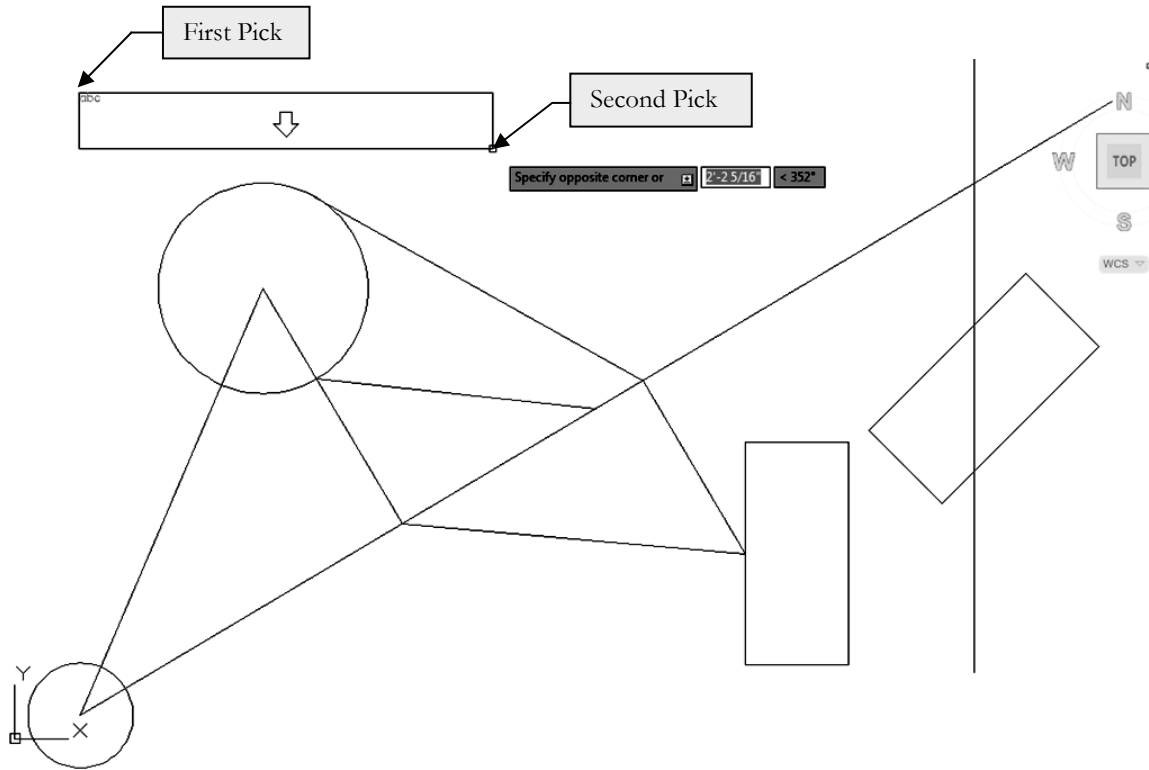 First Pick
abc
Second Pick
Specify opposite corner or 2'-2 5/16" < 352°
N
W TOP
S
WCS
Y
X